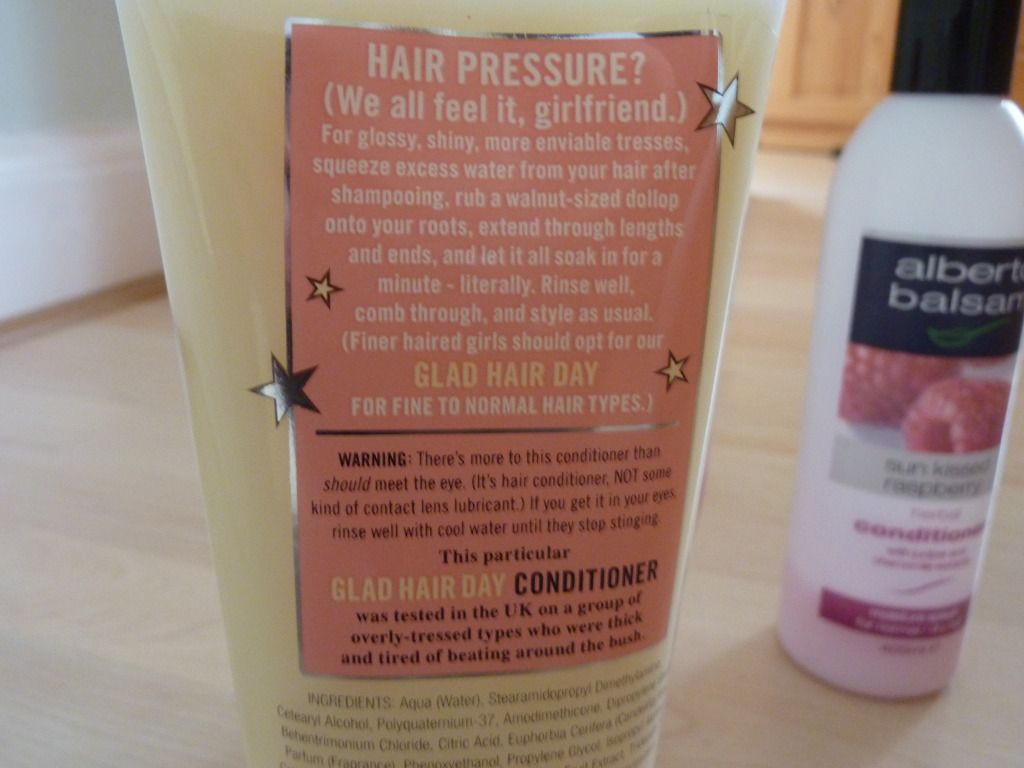 HAIR PRESSURE?
(We all feel it, girlfriend.)
For glossy, shiny, more enviable tresses,
squeeze excess water from your hair after
shampooing, rub a walnut-sized dollop
onto your roots, extend through lengths
and ends, and let it all soak in for a
minute - literally. Rinse well,
comb through, and style as usual.
(Finer haired girls should opt for our
GLAD HAIR DAY
FOR FINE TO NORMAL HAIR TYPES.)
WARNING: There's more to this conditioner than
should meet the eye. (It's hair conditioner, NOT some
kind of contact lens lubricant.) If you get it in your eyes,
rinse well with cool water until they stop stinging.
This particular
GLAD HAIR DAY CONDITIONER
was tested in the UK on a group of
overly-tressed types who were thick
and tired of beating around the bush.
INGREDIENTS: Aqua (Water), Stearamidopropyl Dimethylamine,
Cetearyl Alcohol, Polyquaternium-37, Amodimethicone,
Behentrimonium Chloride, Citric Acid, Euphorbia Cerifera
Parfum (Fragrance), Phenoxyethanol, Propylene Glycol,
albert
balsam
sun kissed
raspberry
herbal
conditione